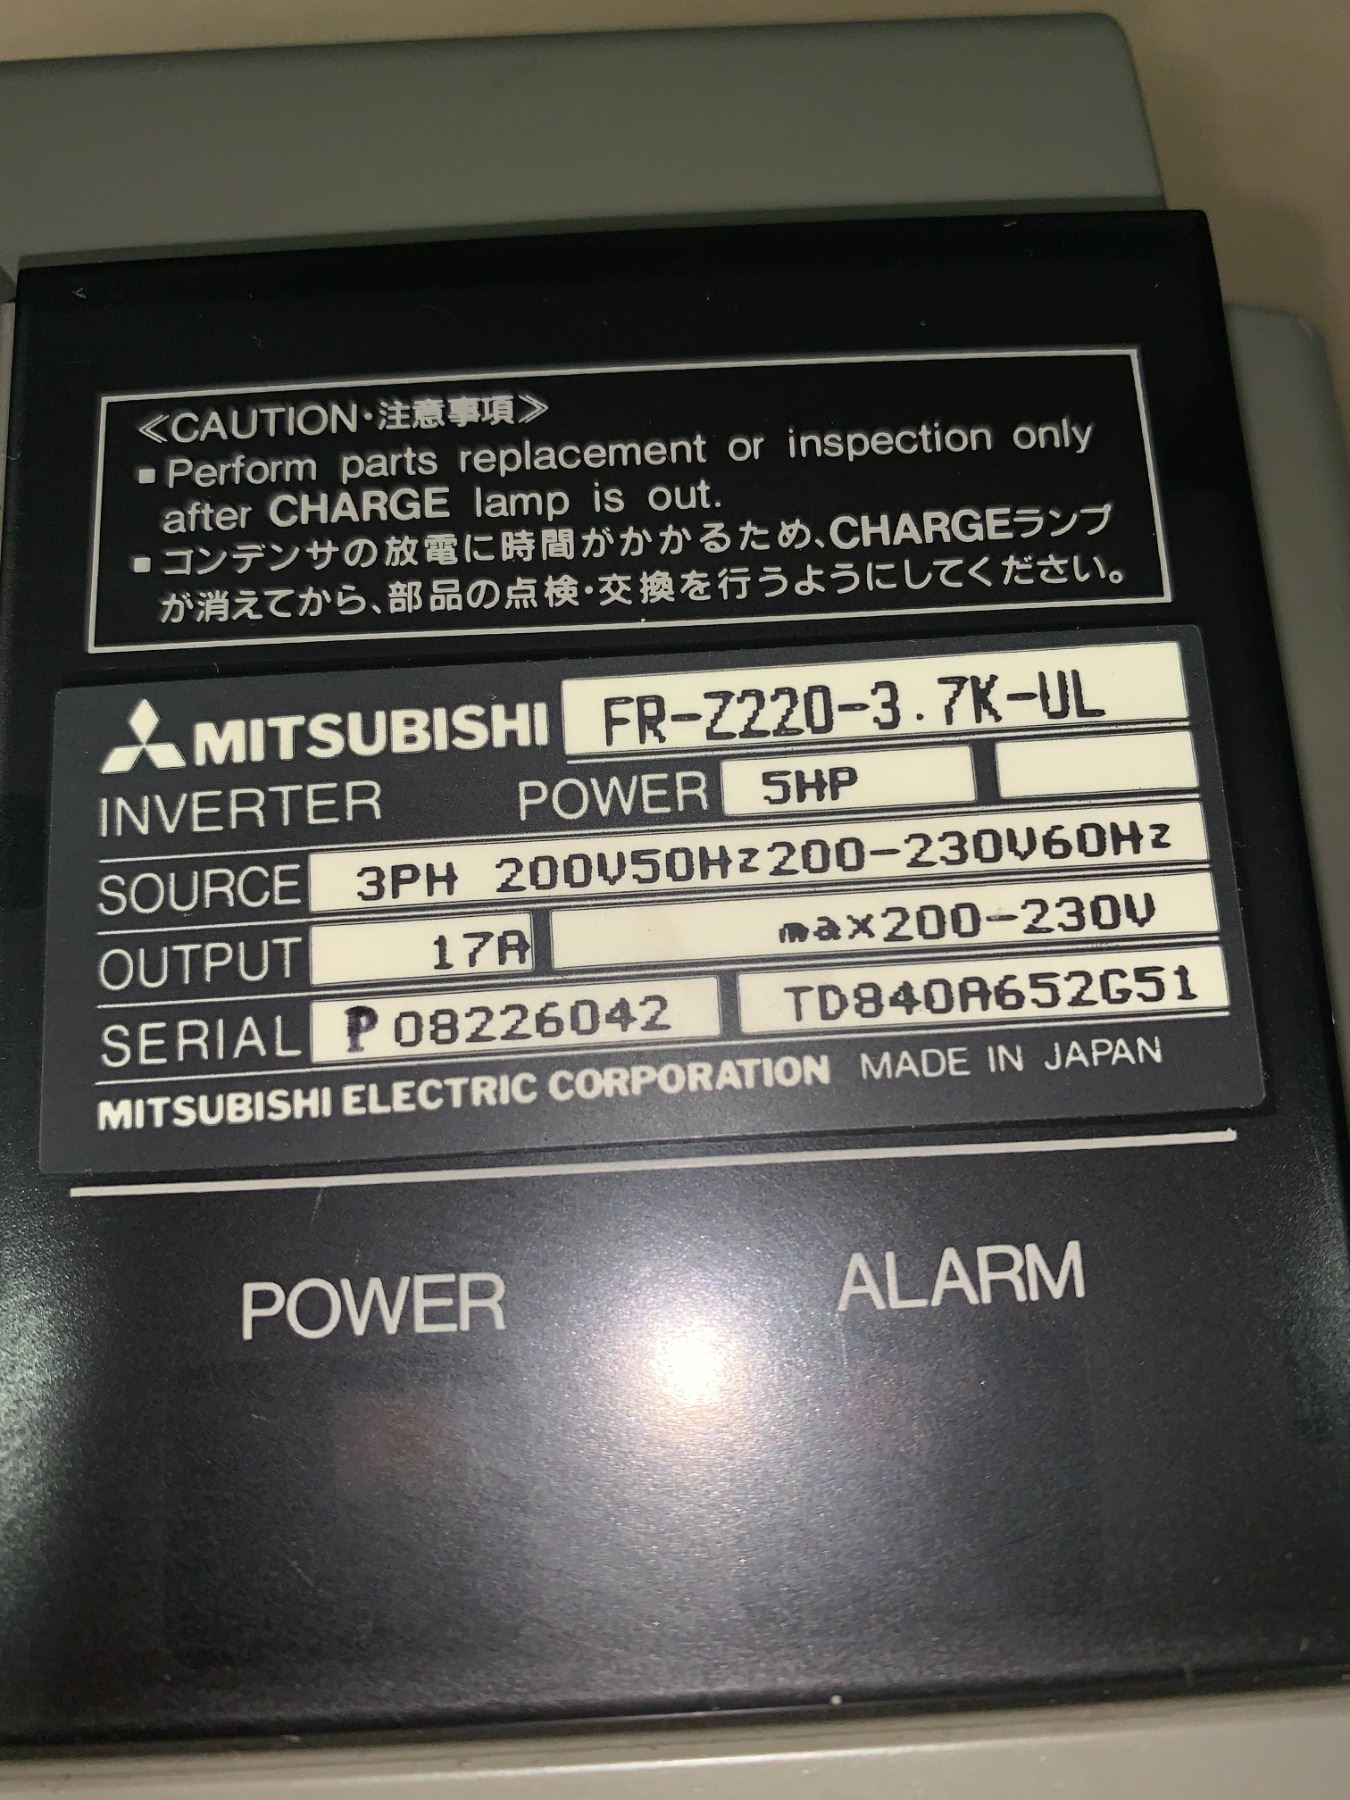 ≪CAUTION・注意事項≫
▪ Perform parts replacement or inspection only
after CHARGE lamp is out.
▪ コンデンサの放電に時間がかかるため、CHARGEランプ
が消えてから、部品の点検・交換を行うようにしてください。
MITSUBISHI FR-Z220-3.7K-UL
INVERTER POWER 5HP
SOURCE 3PH 200V50Hz200-230V60Hz
OUTPUT 17A max200-230V
SERIAL P08226042 TD840A652G51
MITSUBISHI ELECTRIC CORPORATION MADE IN JAPAN
POWER ALARM